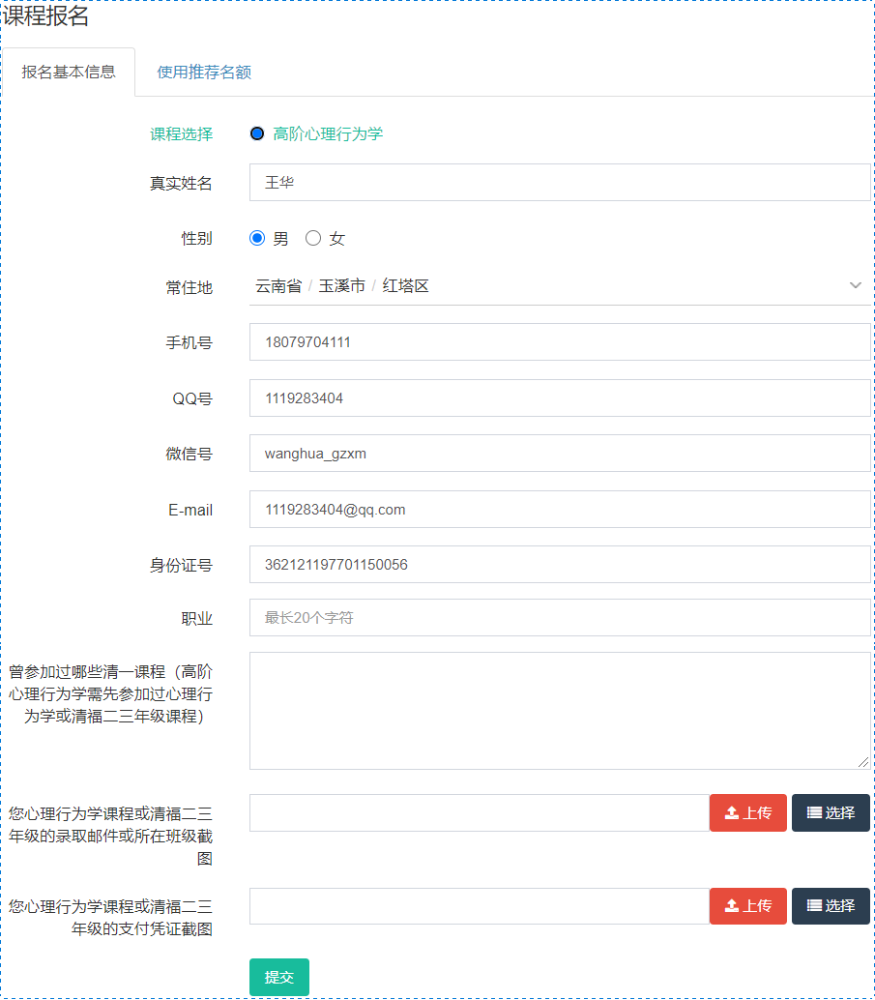 课程报名
报名基本信息 使用推荐名额
课程选择 高阶心理行为学
真实姓名 王华
性别 男 女
常住地 云南省 / 玉溪市 / 红塔区
手机号 18079704111
QQ号 1119283404
微信号 wanghua_gzxm
E-mail 1119283404@qq.com
身份证号 362121197701150056
职业 最长20个字符
曾参加过哪些清一课程（高阶
心理行为学需先参加过心理行
为学或清福二三年级课程）
您心理行为学课程或清福二三 上传 选择
年级的录取邮件或所在班级截
图
您心理行为学课程或清福二三 上传 选择
年级的支付凭证截图
提交